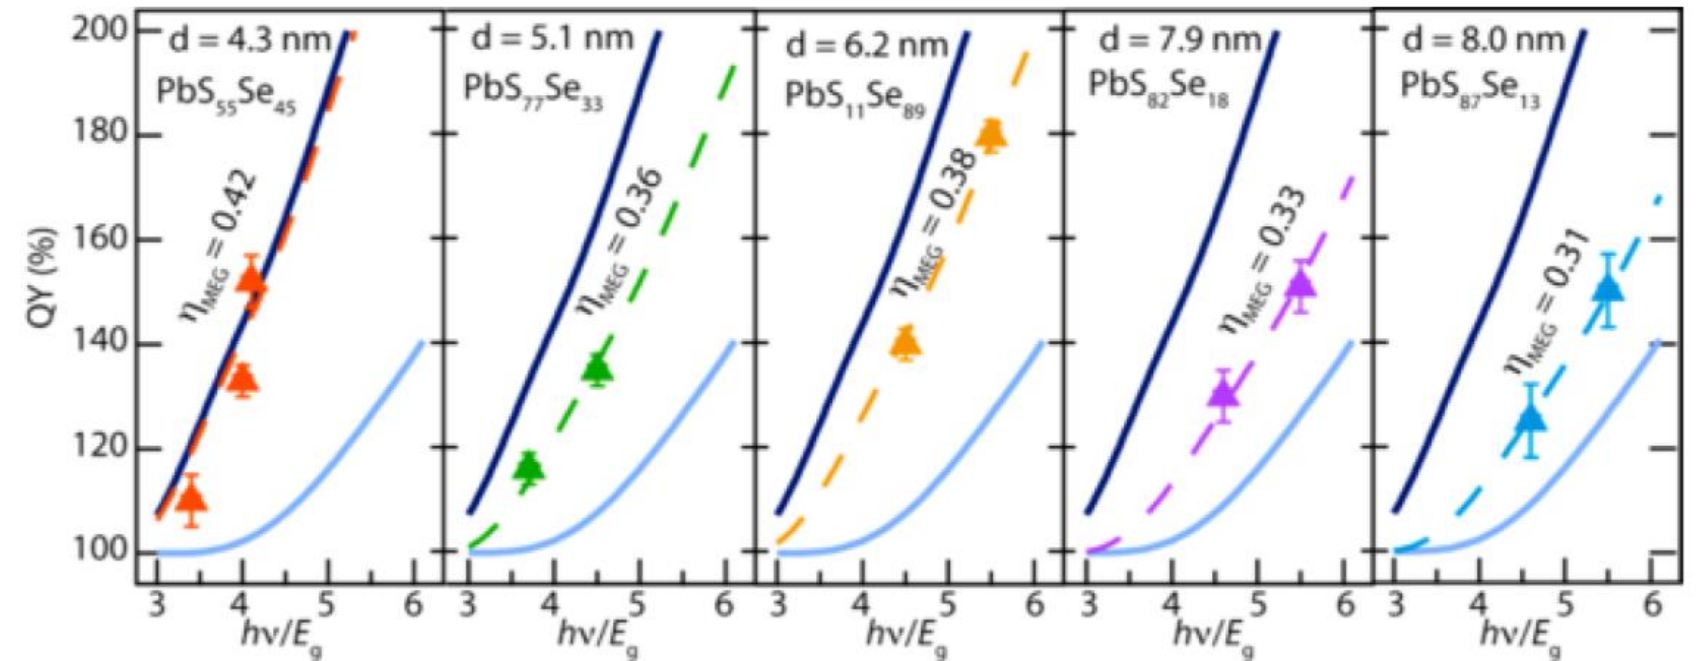 QY (%)
200
180
160
140
120
100
d = 4.3 nm
PbS55Se45
ηMEG = 0.42
3 4 5 6
hν/Eg
d = 5.1 nm
PbS77Se33
ηMEG = 0.36
3 4 5 6
hν/Eg
d = 6.2 nm
PbS11Se89
ηMEG = 0.38
3 4 5 6
hν/Eg
d = 7.9 nm
PbS82Se18
ηMEG = 0.33
3 4 5 6
hν/Eg
d = 8.0 nm
PbS87Se13
ηMEG = 0.31
3 4 5 6
hν/Eg